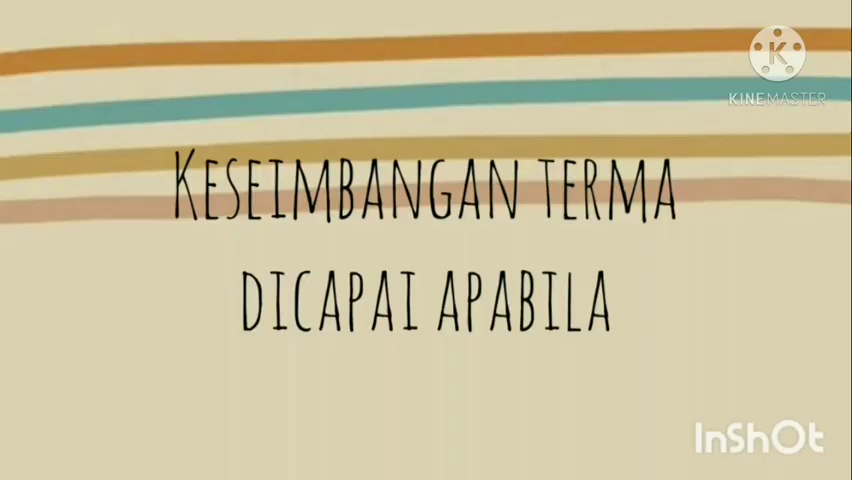 K
KINEMASTER
KESEIMBANGAN TERMA
DICAPAI APABILA
InShOt